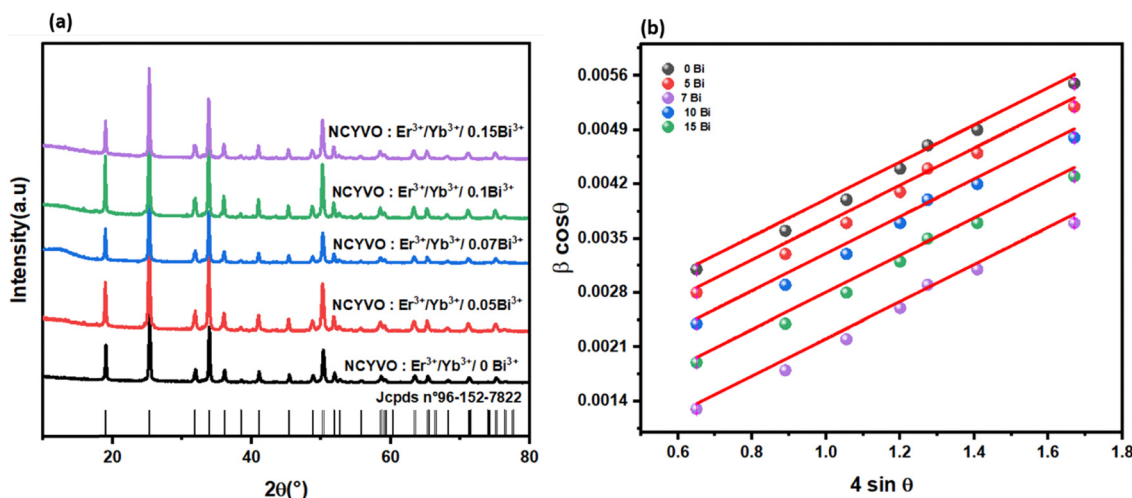 (a)
Intensity(a.u)
NCYVO : Er³⁺/Yb³⁺/ 0.15Bi³⁺
NCYVO : Er³⁺/Yb³⁺/ 0.1Bi³⁺
NCYVO : Er³⁺/Yb³⁺/ 0.07Bi³⁺
NCYVO : Er³⁺/Yb³⁺/ 0.05Bi³⁺
NCYVO : Er³⁺/Yb³⁺/ 0 Bi³⁺
Jcpds n°96-152-7822
20 40 60 80
2θ(°)
(b)
β cosθ
0.0056
0.0049
0.0042
0.0035
0.0028
0.0021
0.0014
0 Bi
5 Bi
7 Bi
10 Bi
15 Bi
0.6 0.8 1.0 1.2 1.4 1.6 1.8
4 sin θ